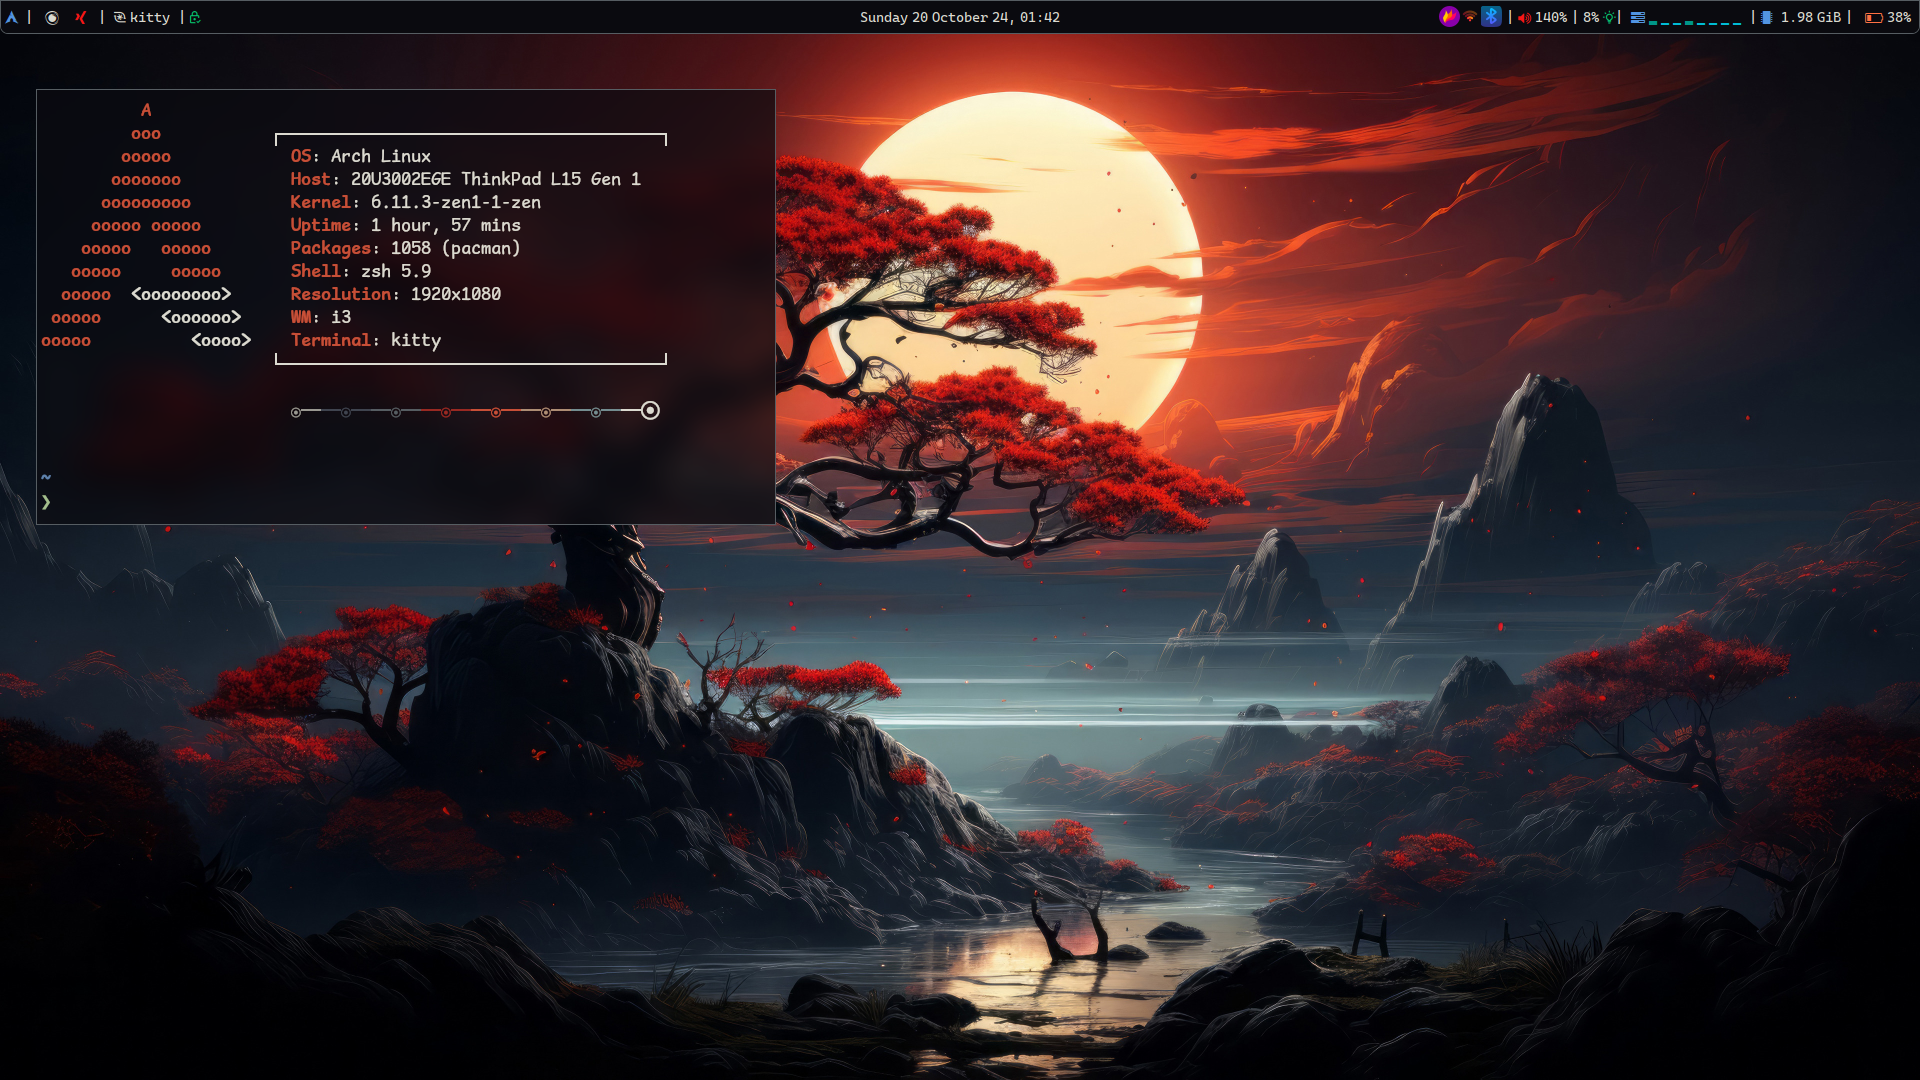 kitty
Sunday 20 October 24, 01:42
140%
8%
1.98 GiB
38%
A
ooo
ooooo
ooooooo
ooooooooo
ooooo ooooo
ooooo ooooo
ooooo ooooo
ooooo <oooooooo>
ooooo <oooooo>
ooooo <oooo>
OS: Arch Linux
Host: 20U3002EGE ThinkPad L15 Gen 1
Kernel: 6.11.3-zen1-1-zen
Uptime: 1 hour, 57 mins
Packages: 1058 (pacman)
Shell: zsh 5.9
Resolution: 1920x1080
WM: i3
Terminal: kitty
~
❯